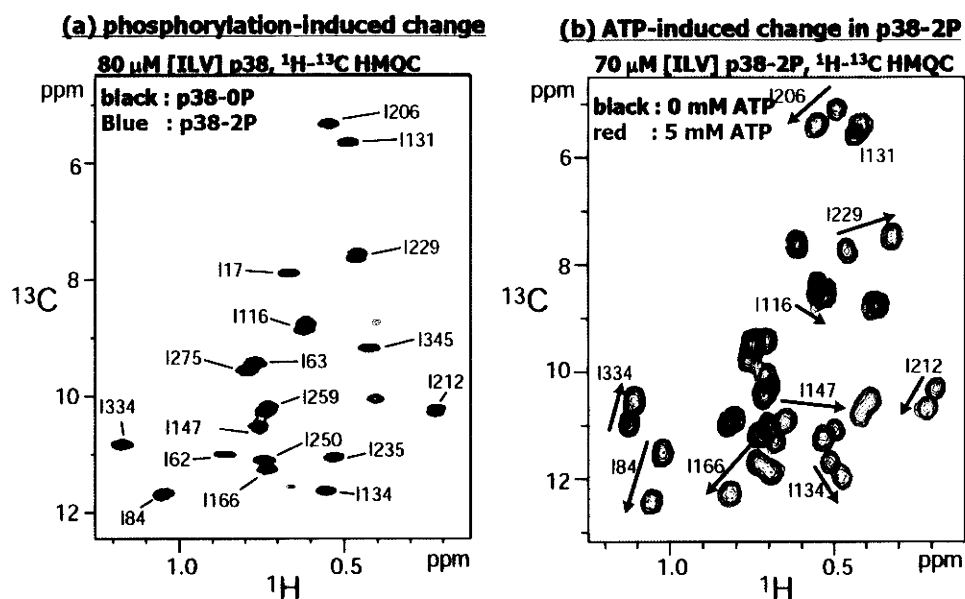 (a) phosphorylation-induced change
80 μM [ILV] p38, ¹H-¹³C HMQC
ppm
black : p38-0P
Blue : p38-2P
I206
I131
6
I229
I17
8
¹³C
I116
I345
I275
I63
10
I259
I212
I334
I147
I250
I62
I235
I166
I84
I134
12
1.0
0.5
ppm
¹H
(b) ATP-induced change in p38-2P
70 μM [ILV] p38-2P, ¹H-¹³C HMQC
ppm
I206
black : 0 mM ATP
red : 5 mM ATP
I131
6
I229
8
¹³C
I116
10
I334
I147
I212
I84
I166
I134
12
1.0
0.5
ppm
¹H